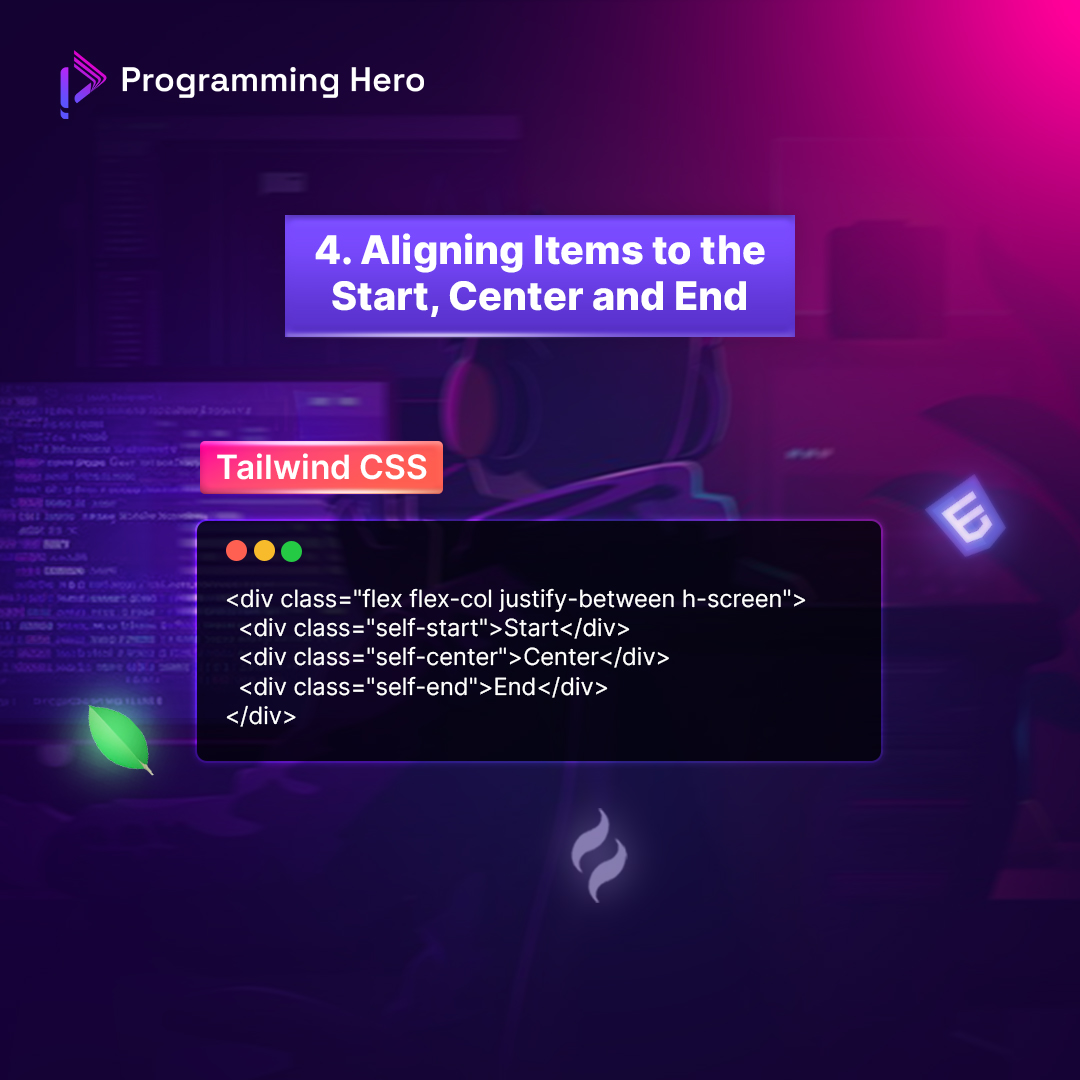 Programming Hero
4. Aligning Items to the
Start, Center and End
Tailwind CSS
<div class="flex flex-col justify-between h-screen">
  <div class="self-start">Start</div>
  <div class="self-center">Center</div>
  <div class="self-end">End</div>
</div>